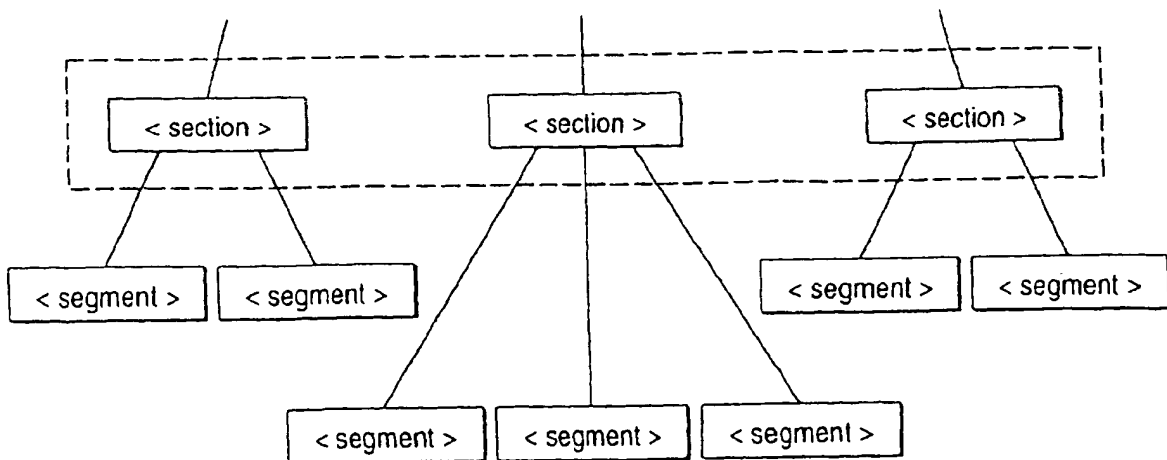 < section >
< section >
< section >
< segment >
< segment >
< segment >
< segment >
< segment >
< segment >
< segment >